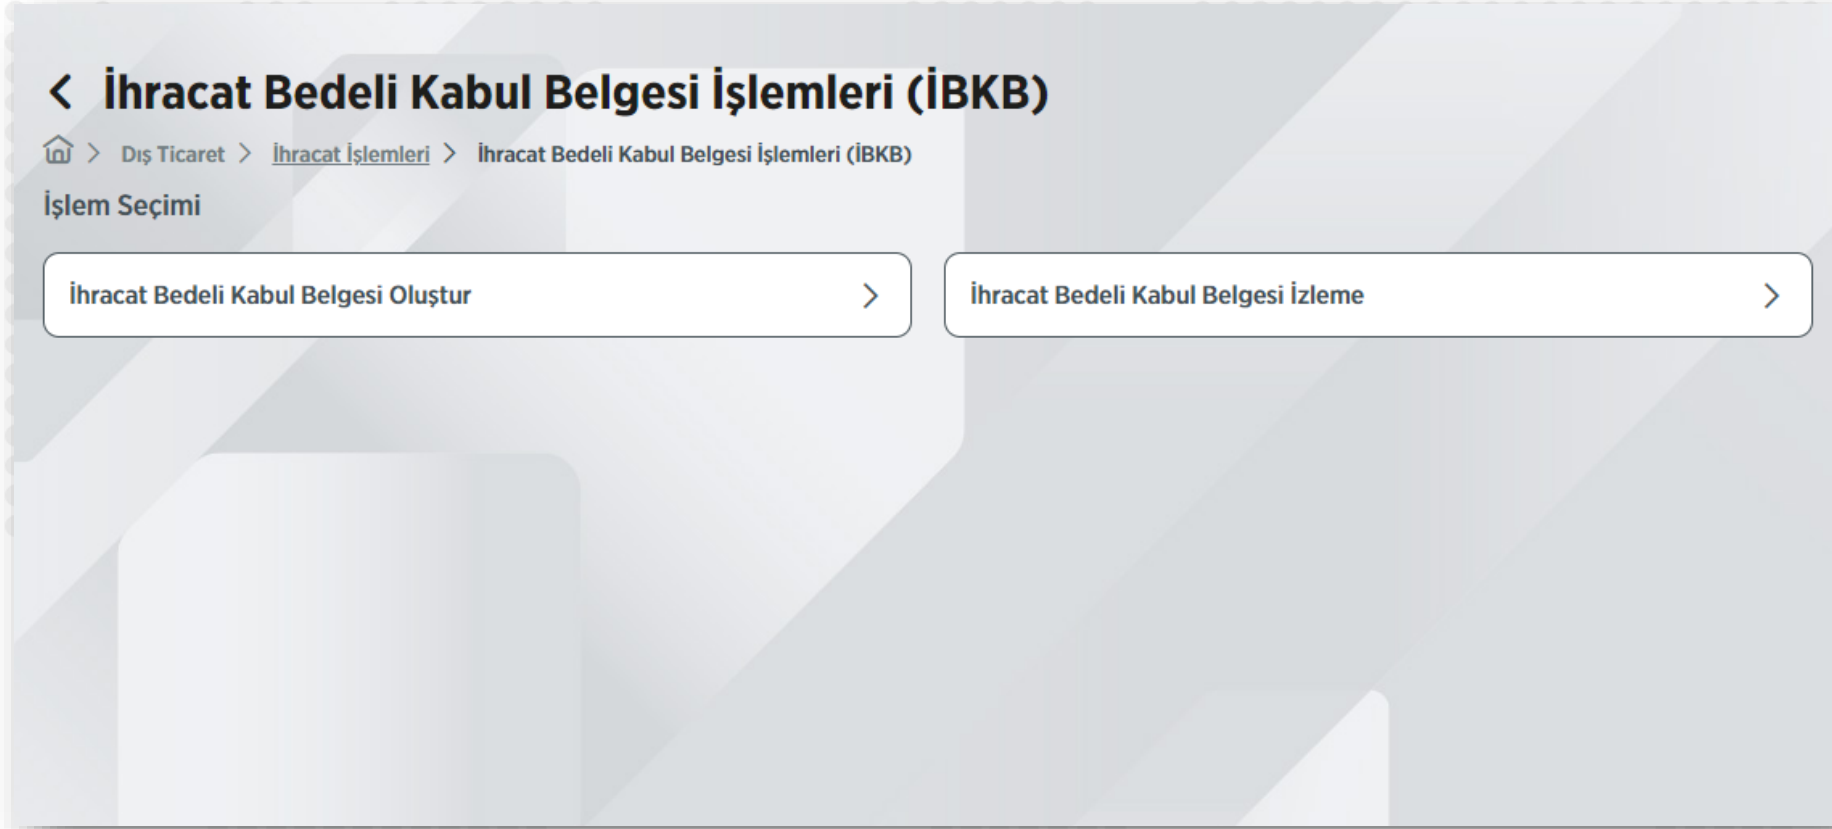 İhracat Bedeli Kabul Belgesi İşlemleri (İBKB)
Dış Ticaret > İhracat İşlemleri > İhracat Bedeli Kabul Belgesi İşlemleri (İBKB)
İşlem Seçimi
İhracat Bedeli Kabul Belgesi Oluştur
İhracat Bedeli Kabul Belgesi İzleme